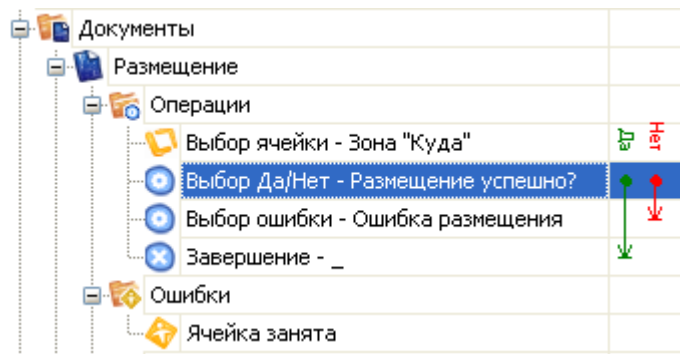 Документы
Размещение
Операции
Выбор ячейки - Зона "Куда"
Да
Нет
Выбор Да/Нет - Размещение успешно?
Выбор ошибки - Ошибка размещения
Завершение - _
Ошибки
Ячейка занята